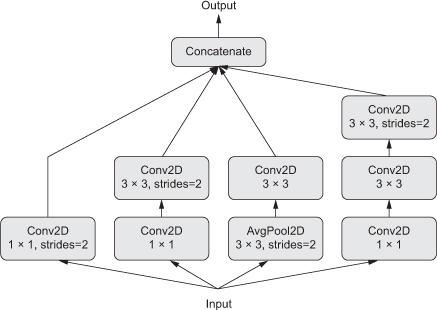 Output
Concatenate
Conv2D
3 × 3, strides=2
Conv2D
3 × 3, strides=2
Conv2D
3 × 3
Conv2D
3 × 3
Conv2D
1 × 1, strides=2
Conv2D
1 × 1
AvgPool2D
3 × 3, strides=2
Conv2D
1 × 1
Input